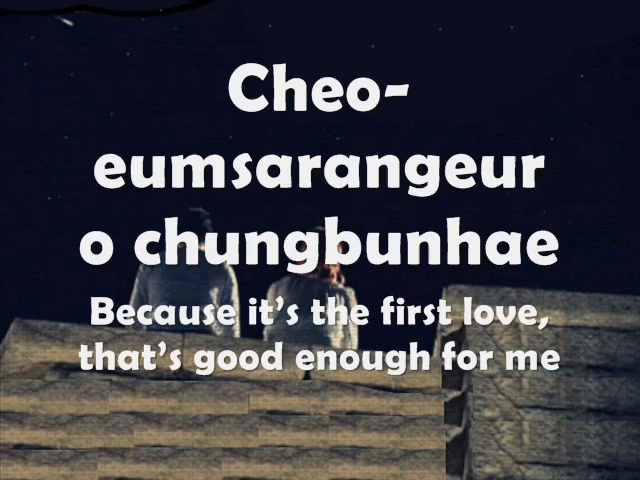 Cheo-
eumsarangeur
o chungbunhae
Because it’s the first love,
that’s good enough for me